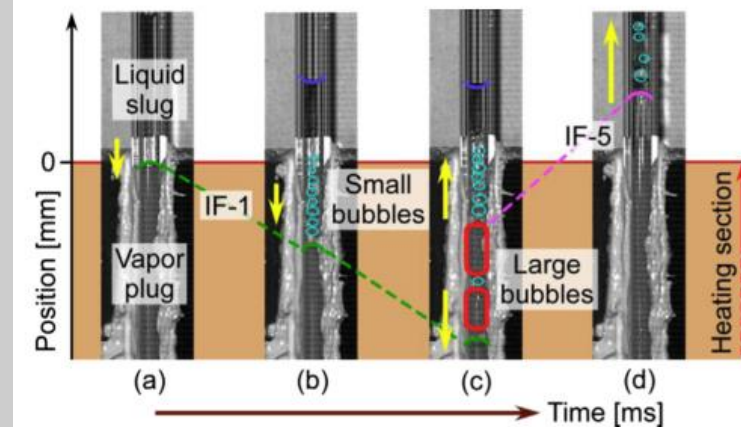 Liquid
slug
0
IF-1
IF-5
Small
bubbles
Vapor
plug
Large
bubbles
Position [mm]
Heating section
(a)
(b)
(c)
(d)
Time [ms]